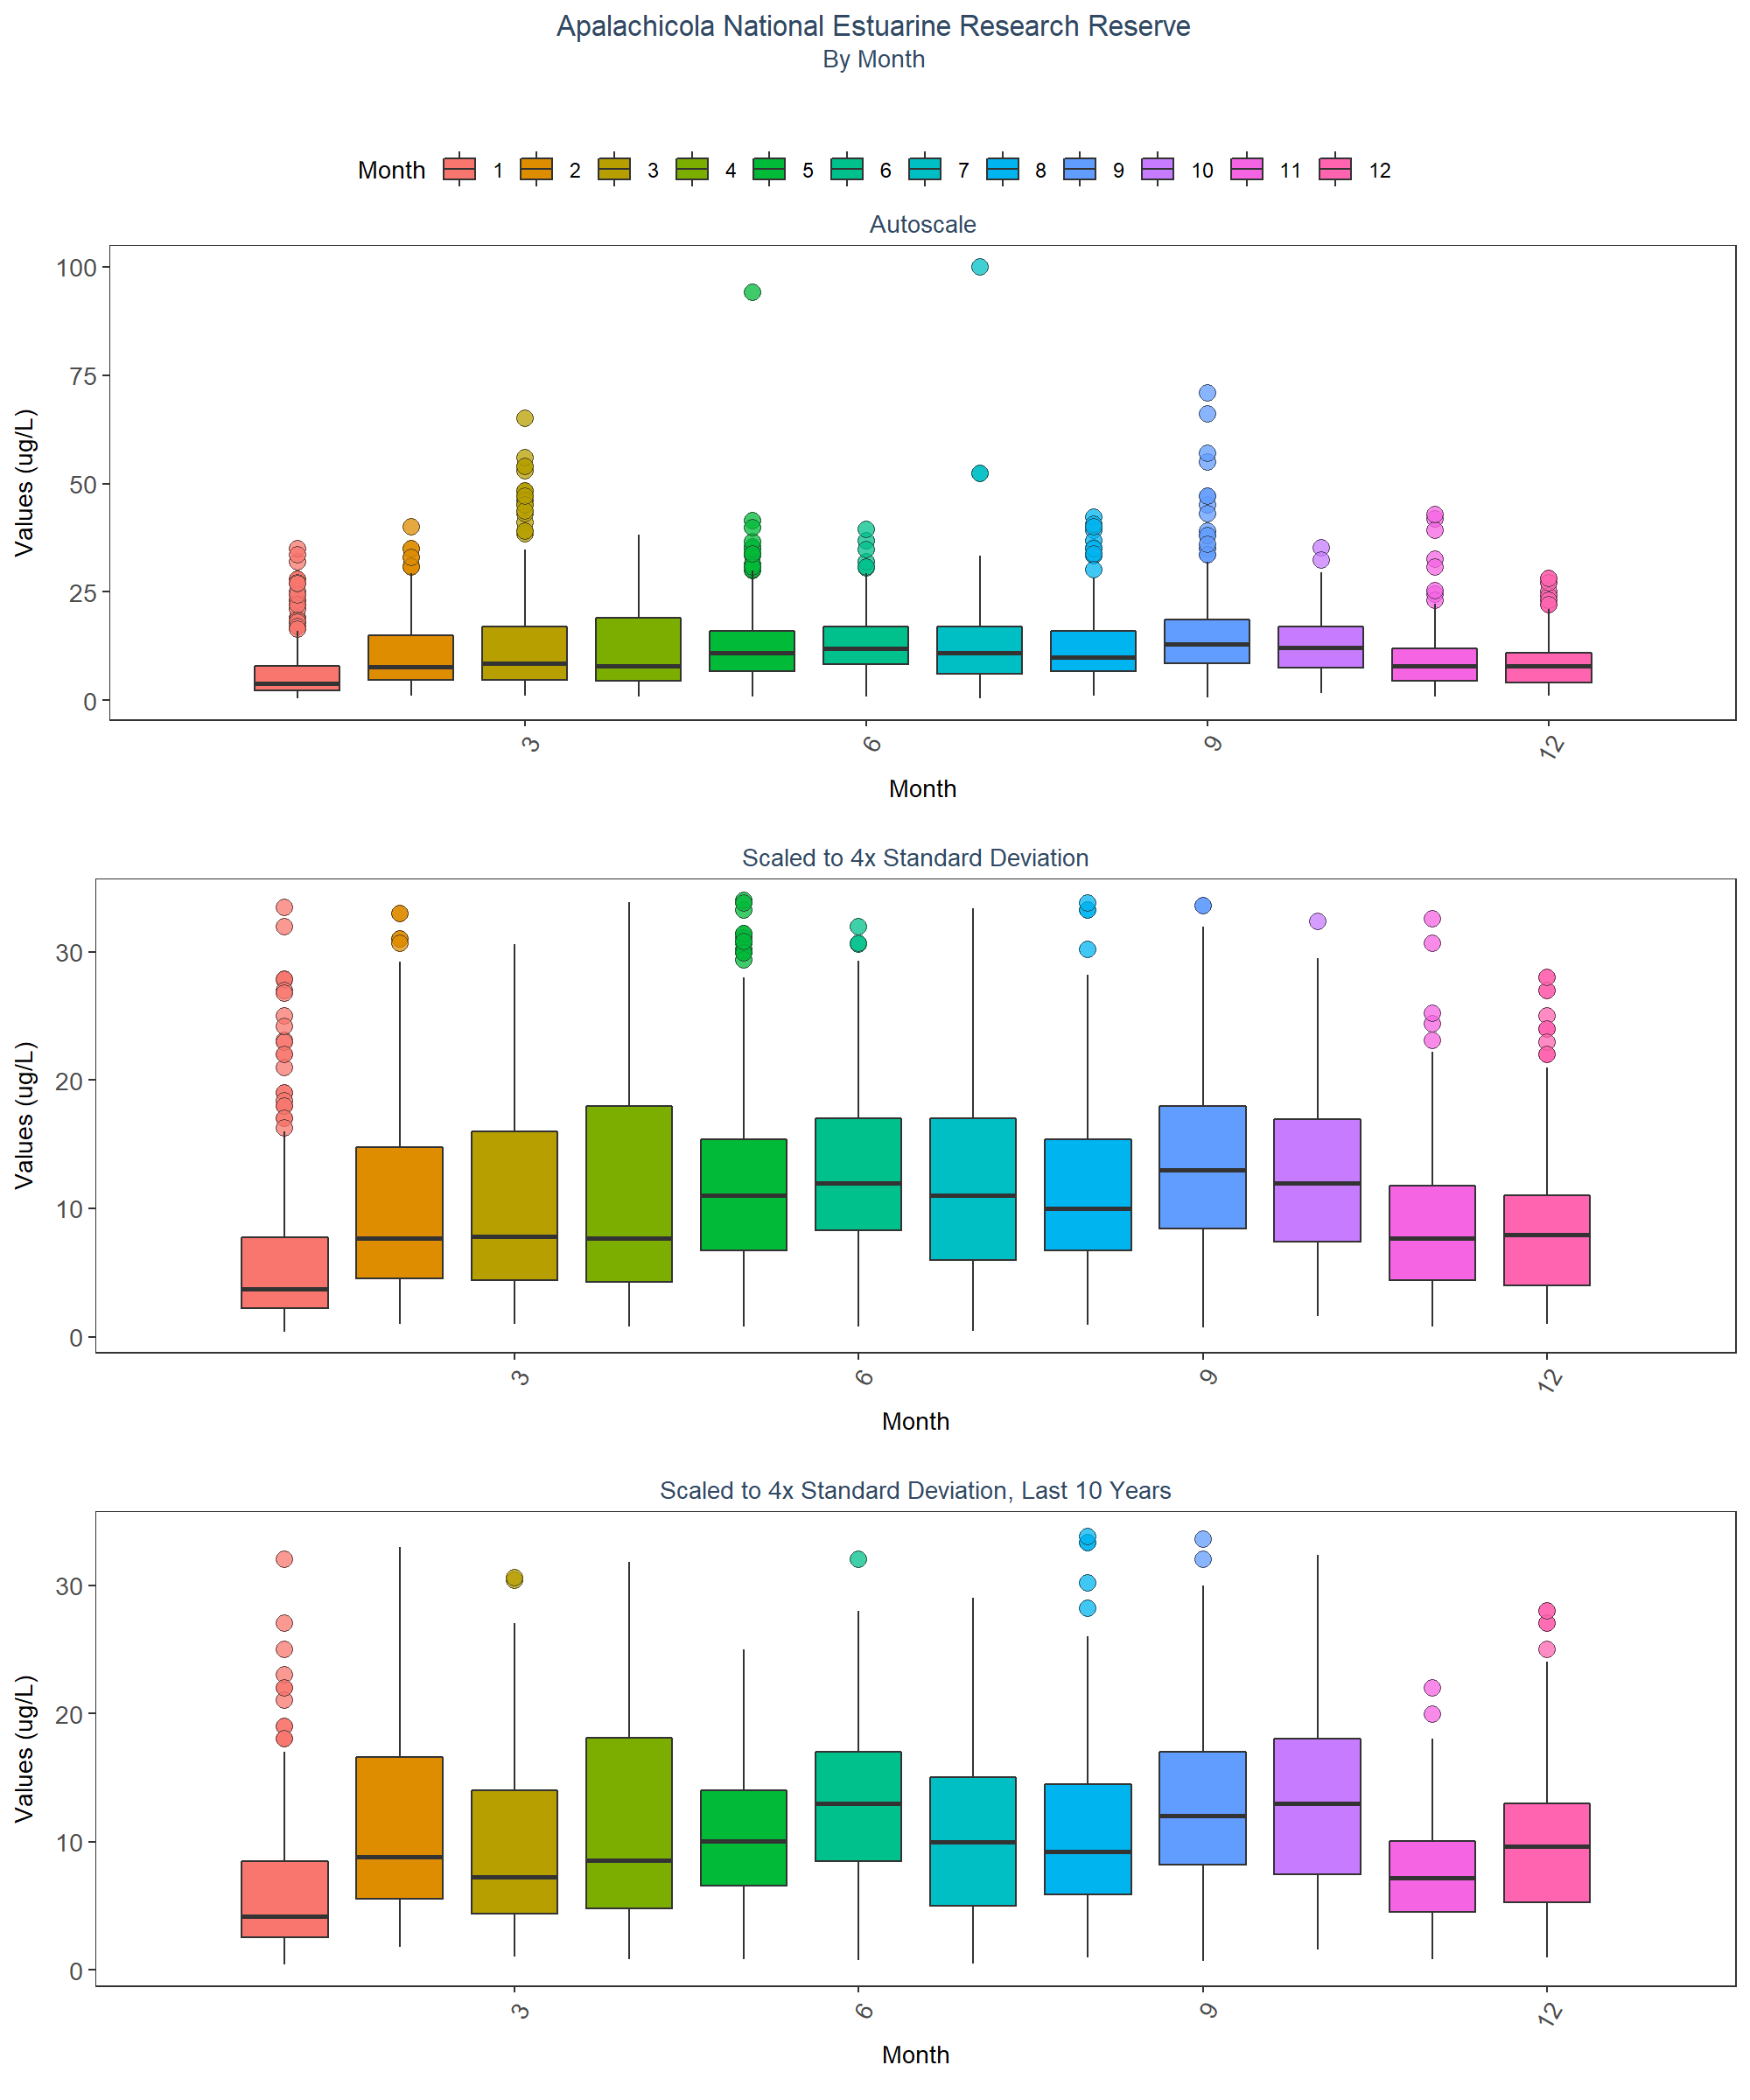 Apalachicola National Estuarine Research Reserve
By Month
Month 1 2 3 4 5 6 7 8 9 10 11 12
Autoscale
Values (ug/L)
100
75
50
25
0
3 6 9 12
Month
Scaled to 4x Standard Deviation
Values (ug/L)
30
20
10
0
3 6 9 12
Month
Scaled to 4x Standard Deviation, Last 10 Years
Values (ug/L)
30
20
10
0
3 6 9 12
Month